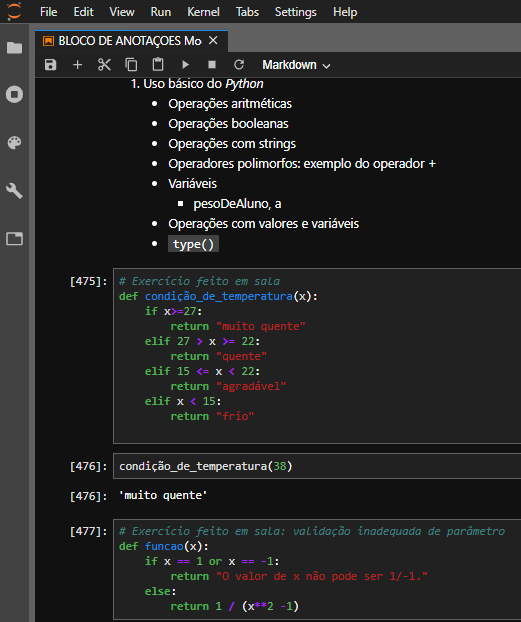 File Edit View Run Kernel Tabs Settings Help
BLOCO DE ANOTAÇOES Mo
Markdown
1. Uso básico do Python
Operações aritméticas
Operações booleanas
Operações com strings
Operadores polimorfos: exemplo do operador +
Variáveis
pesoDeAluno, a
Operações com valores e variáveis
type()
[475]: # Exercício feito em sala
def condição_de_temperatura(x):
if x>=27:
return "muito quente"
elif 27 > x >= 22:
return "quente"
elif 15 <= x < 22:
return "agradável"
elif x < 15:
return "frio"
[476]: condição_de_temperatura(38)
[476]: 'muito quente'
[477]: # Exercício feito em sala: validação inadequada de parâmetro
def funcao(x):
if x == 1 or x == -1:
return "O valor de x não pode ser 1/-1."
else:
return 1 / (x**2 -1)